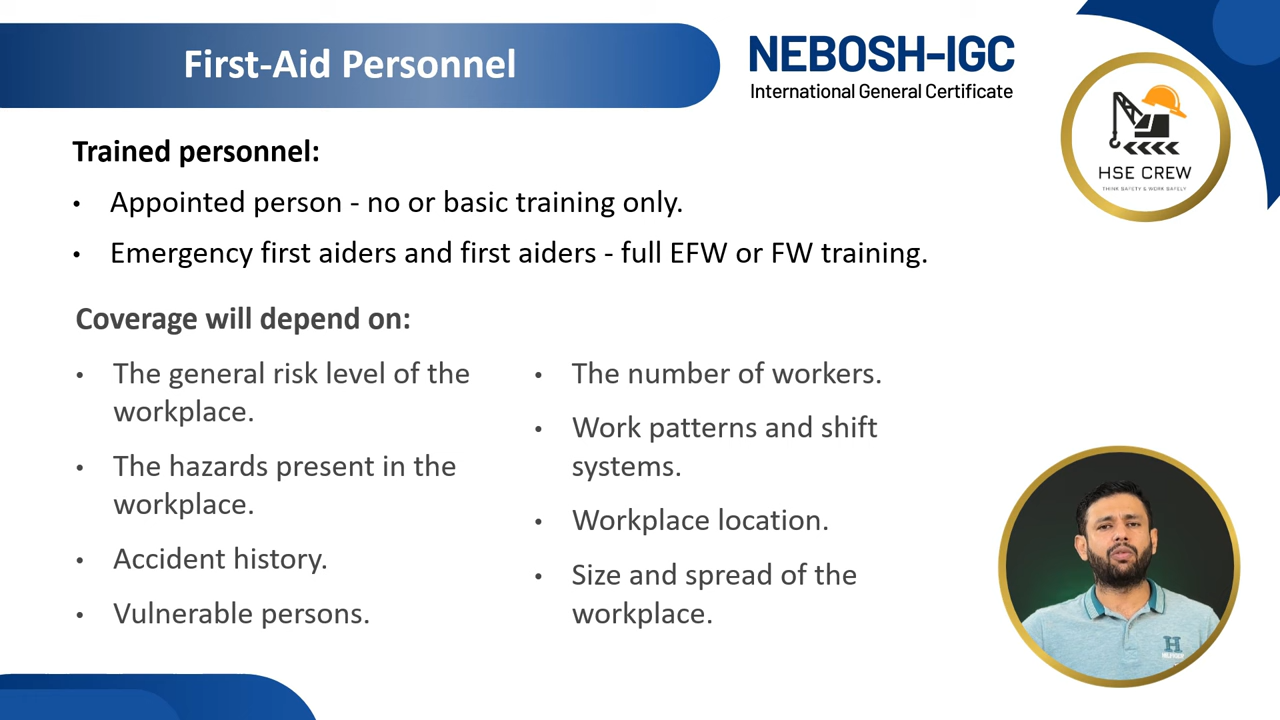 First-Aid Personnel
NEBOSH-IGC
International General Certificate
HSE CREW
THINK SAFETY & WORK SAFELY
Trained personnel:
• Appointed person - no or basic training only.
• Emergency first aiders and first aiders - full EFW or FW training.
Coverage will depend on:
• The general risk level of the
workplace.
• The hazards present in the
workplace.
• Accident history.
• Vulnerable persons.
• The number of workers.
• Work patterns and shift
systems.
• Workplace location.
• Size and spread of the
workplace.
H